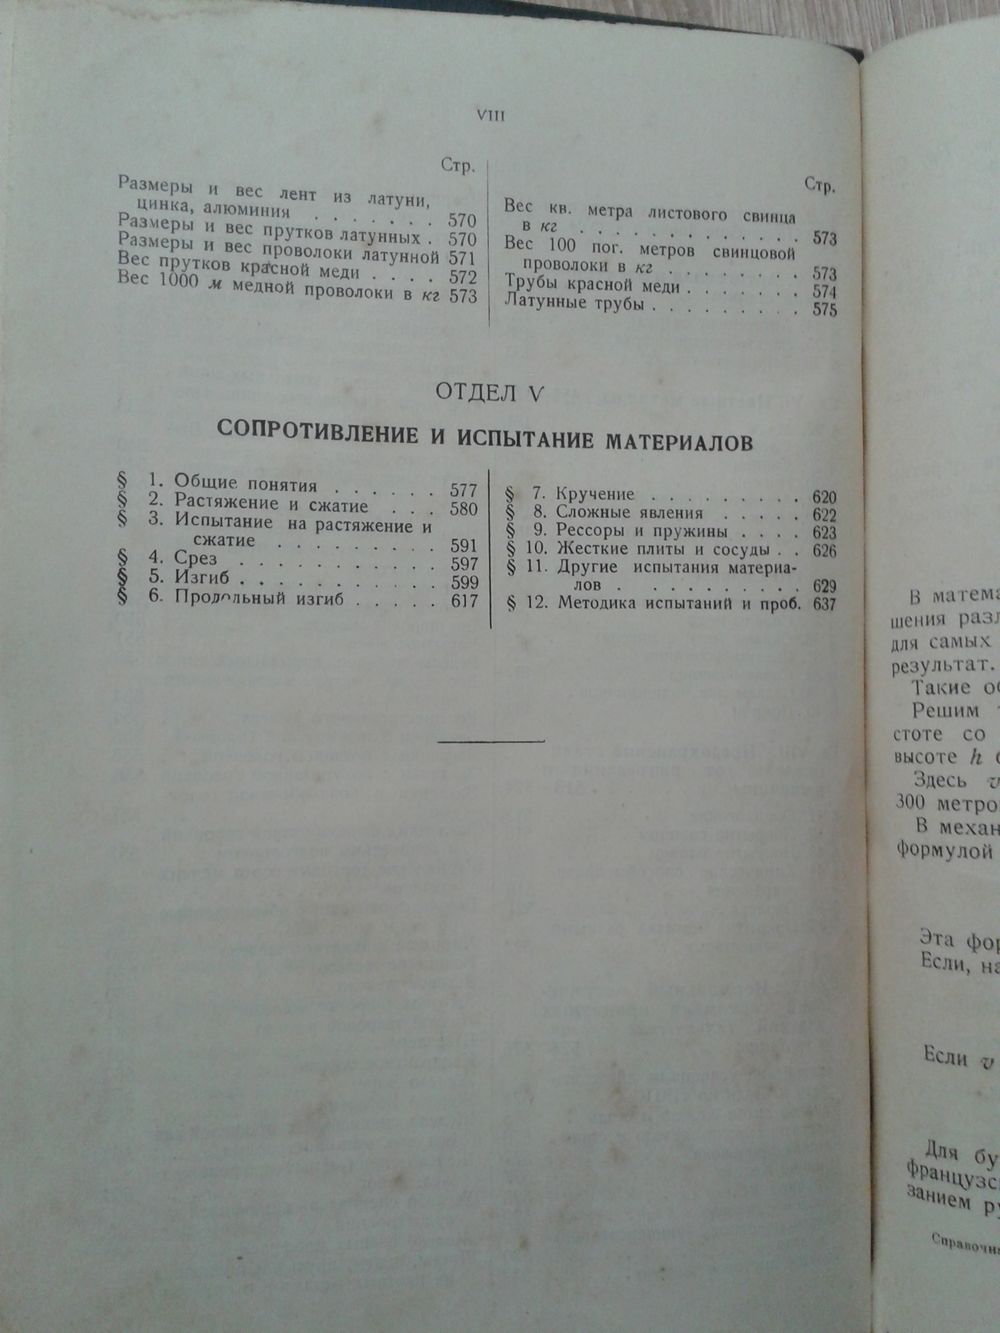 VIII
Стр.
Размеры и вес лент из латуни,
цинка, алюминия . . . . . . . 570
Размеры и вес прутков латунных . 570
Размеры и вес проволоки латунной 571
Вес прутков красной меди . . . . 572
Вес 1000 м медной проволоки в кг 573
Стр.
Вес кв. метра листового свинца
в кг . . . . . . . . . . . . . 573
Вес 100 пог. метров свинцовой
проволоки в кг . . . . . . . . 573
Трубы красной меди . . . . . . . 574
Латунные трубы . . . . . . . . . 575
ОТДЕЛ V
СОПРОТИВЛЕНИЕ И ИСПЫТАНИЕ МАТЕРИАЛОВ
§ 1. Общие понятия . . . . . . 577
§ 2. Растяжение и сжатие . . . 580
§ 3. Испытание на растяжение и
сжатие . . . . . . . . . 591
§ 4. Срез . . . . . . . . . . . 597
§ 5. Изгиб . . . . . . . . . . . 599
§ 6. Продольный изгиб . . . . . 617
§ 7. Кручение . . . . . . . . . 620
§ 8. Сложные явления . . . . . 622
§ 9. Рессоры и пружины . . . . 623
§ 10. Жесткие плиты и сосуды . . 626
§ 11. Другие испытания материа-
лов . . . . . . . . . . 629
§ 12. Методика испытаний и проб. 637
В матема
шения разл
для самых
результат.
Такие об
Решим
стоте со
высоте h
Здесь v
300 метро
В механ
формулой
Эта фор
Если, на
Если v
Для бу
французс
занием ру
Справочни